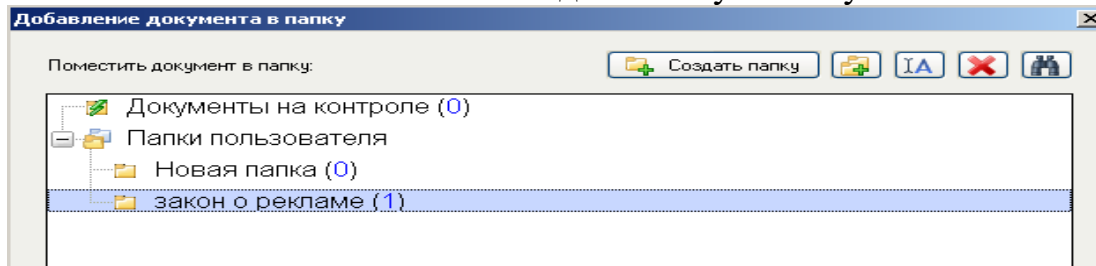 Добавление документа в папку
Поместить документ в папку: Создать папку
Документы на контроле (0)
Папки пользователя
Новая папка (0)
закон о рекламе (1)